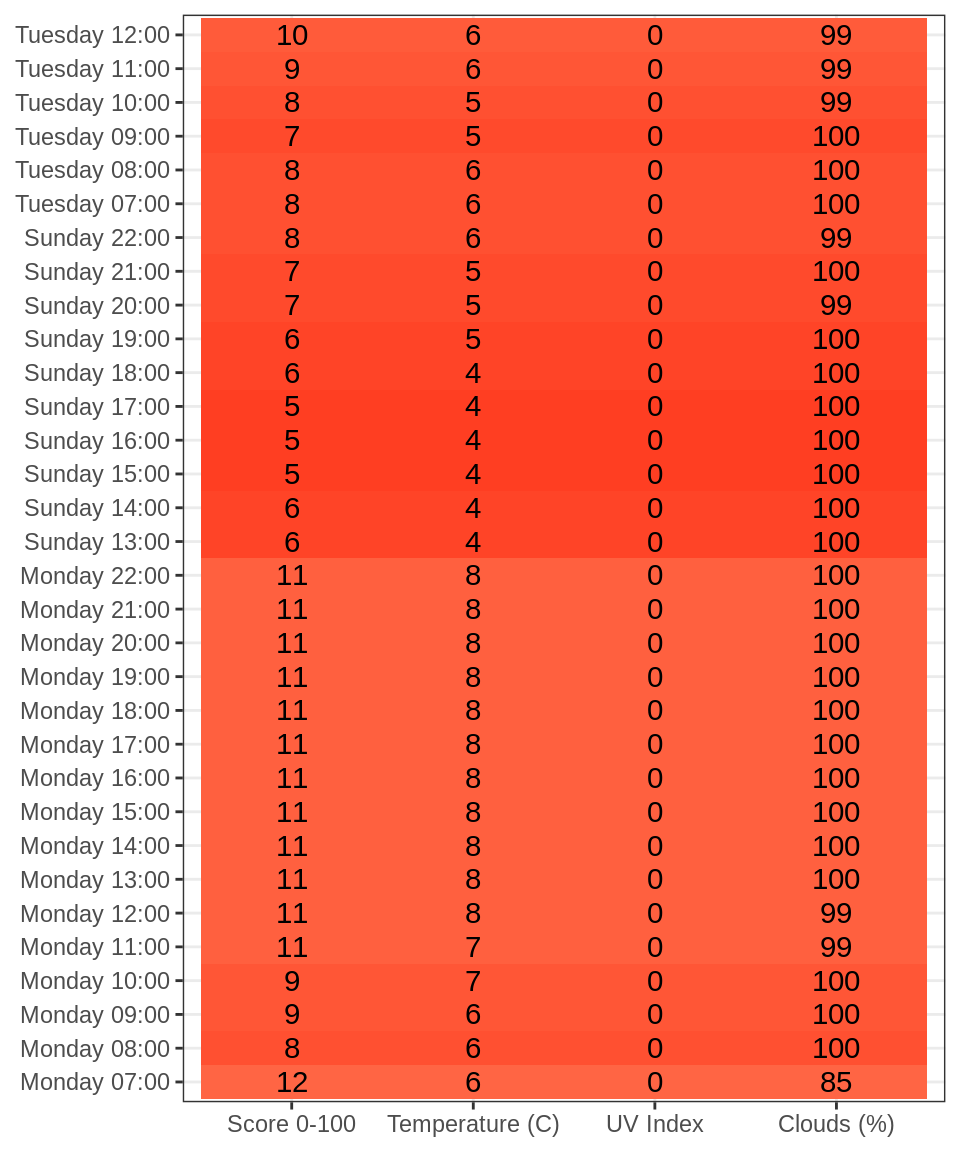 Tuesday 12:00 10 6 0 99
Tuesday 11:00 9 6 0 99
Tuesday 10:00 8 5 0 99
Tuesday 09:00 7 5 0 100
Tuesday 08:00 8 6 0 100
Tuesday 07:00 8 6 0 100
Sunday 22:00 8 6 0 99
Sunday 21:00 7 5 0 100
Sunday 20:00 7 5 0 99
Sunday 19:00 6 5 0 100
Sunday 18:00 6 4 0 100
Sunday 17:00 5 4 0 100
Sunday 16:00 5 4 0 100
Sunday 15:00 5 4 0 100
Sunday 14:00 6 4 0 100
Sunday 13:00 6 4 0 100
Monday 22:00 11 8 0 100
Monday 21:00 11 8 0 100
Monday 20:00 11 8 0 100
Monday 19:00 11 8 0 100
Monday 18:00 11 8 0 100
Monday 17:00 11 8 0 100
Monday 16:00 11 8 0 100
Monday 15:00 11 8 0 100
Monday 14:00 11 8 0 100
Monday 13:00 11 8 0 100
Monday 12:00 11 8 0 99
Monday 11:00 11 7 0 99
Monday 10:00 9 7 0 100
Monday 09:00 9 6 0 100
Monday 08:00 8 6 0 100
Monday 07:00 12 6 0 85
Score 0-100 Temperature (C) UV Index Clouds (%)